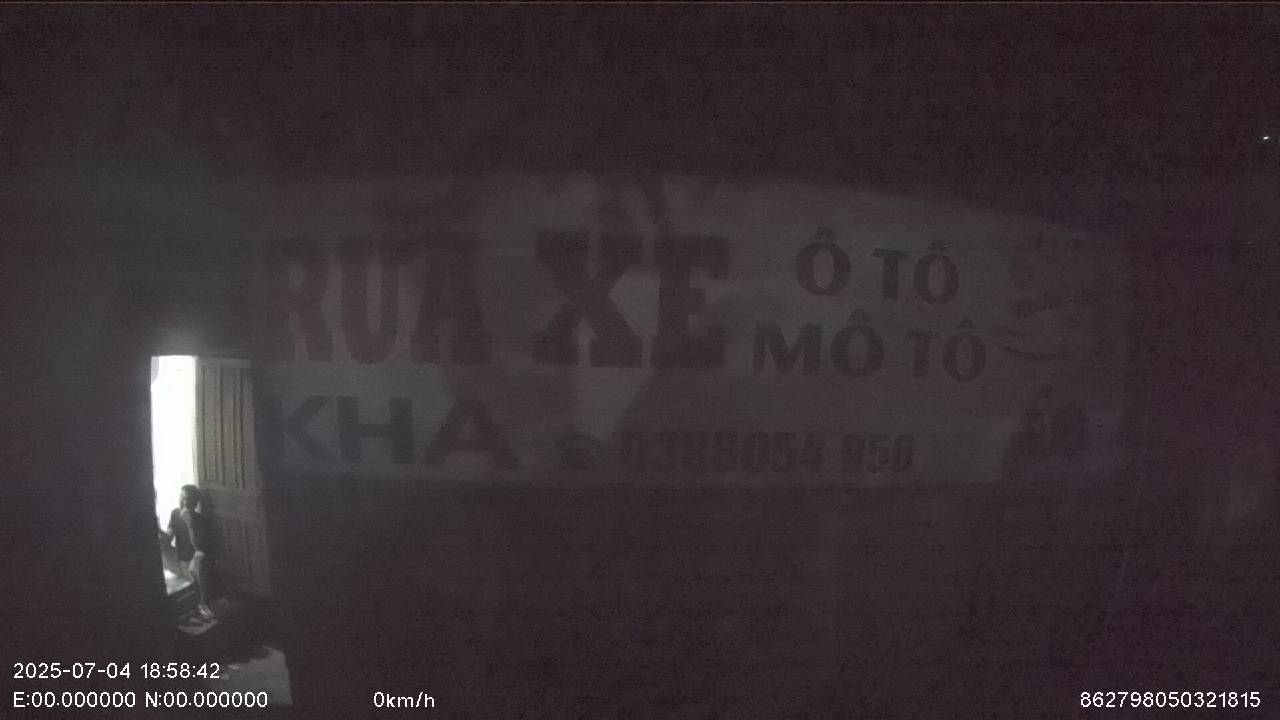 RỬA XE Ô TÔ
MÔ TÔ
KHA ☎ 0388054 956
2025-07-04 18:58:42
E:00.000000 N:00.000000 0km/h 862798050321815